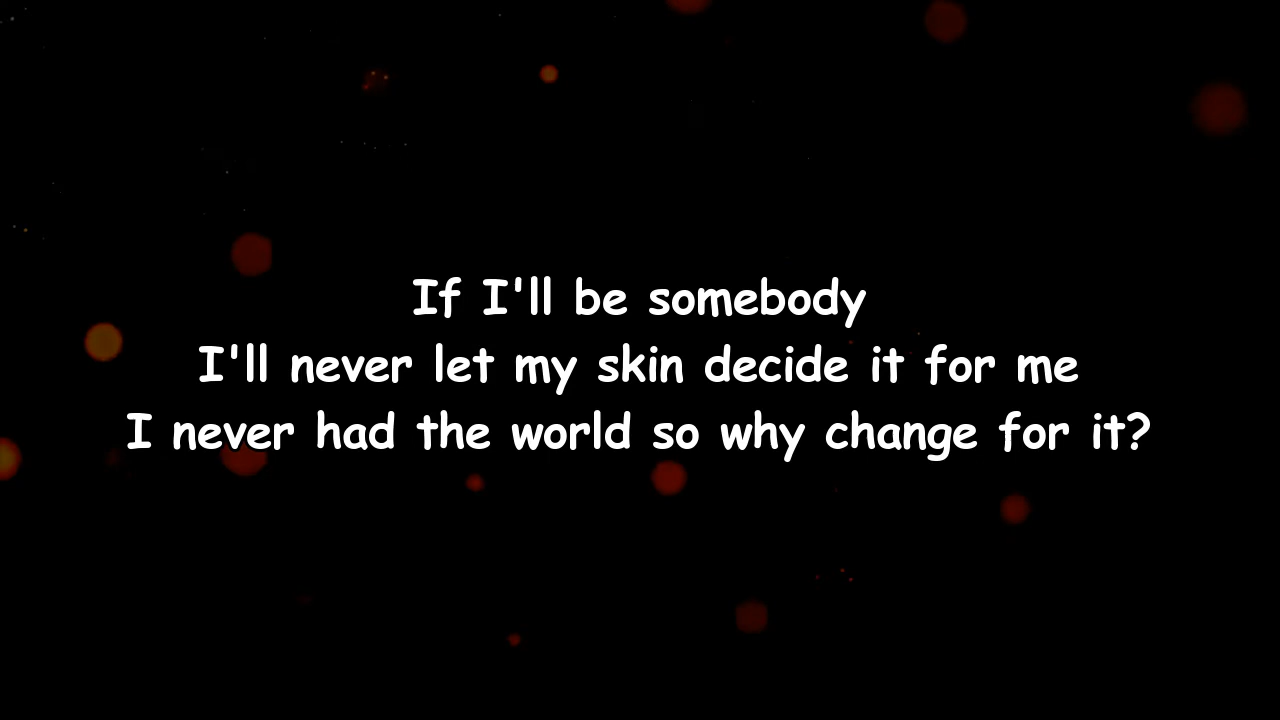 If I'll be somebody
I'll never let my skin decide it for me
I never had the world so why change for it?